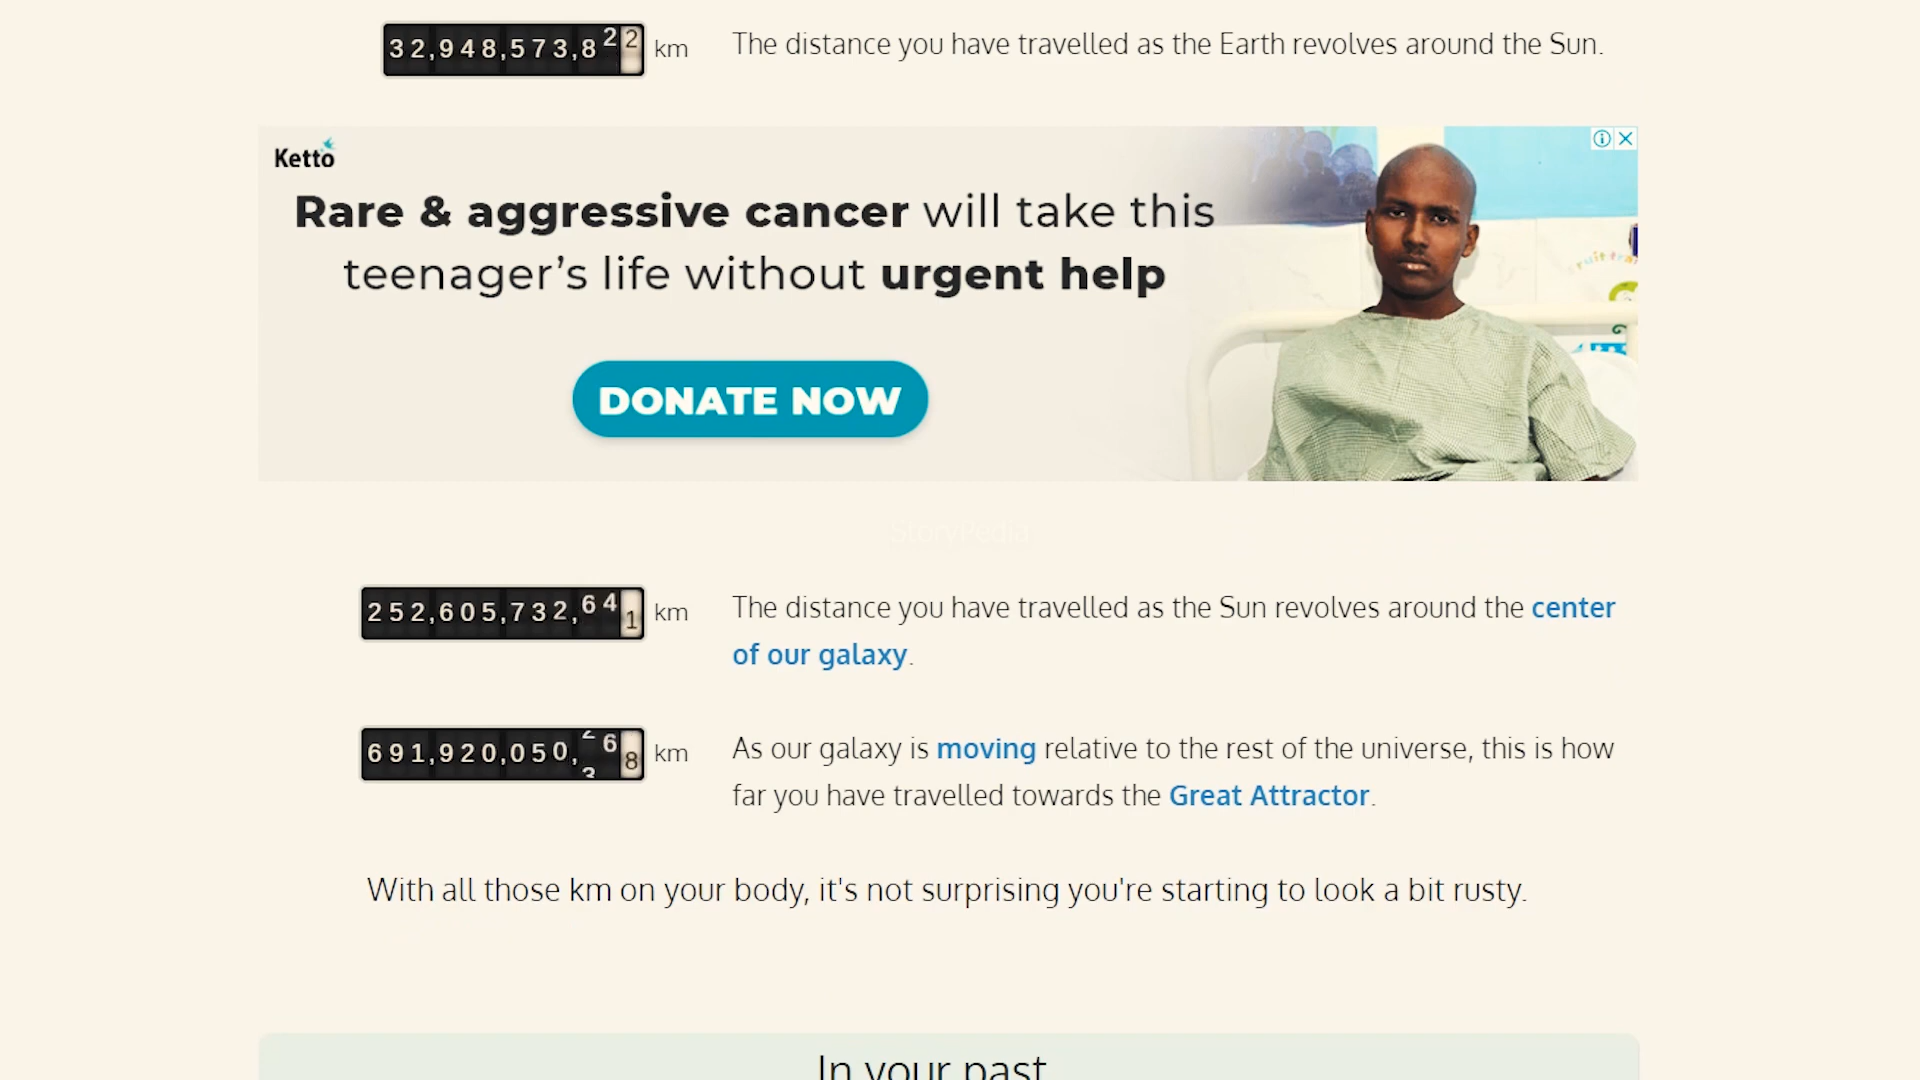 32,948,573,822 km The distance you have travelled as the Earth revolves around the Sun.
Ketto
Rare & aggressive cancer will take this
teenager's life without urgent help
DONATE NOW
StoryPedia
252,605,732,641 km The distance you have travelled as the Sun revolves around the center
of our galaxy.
691,920,050,268 km As our galaxy is moving relative to the rest of the universe, this is how
far you have travelled towards the Great Attractor.
With all those km on your body, it's not surprising you're starting to look a bit rusty.
In your past